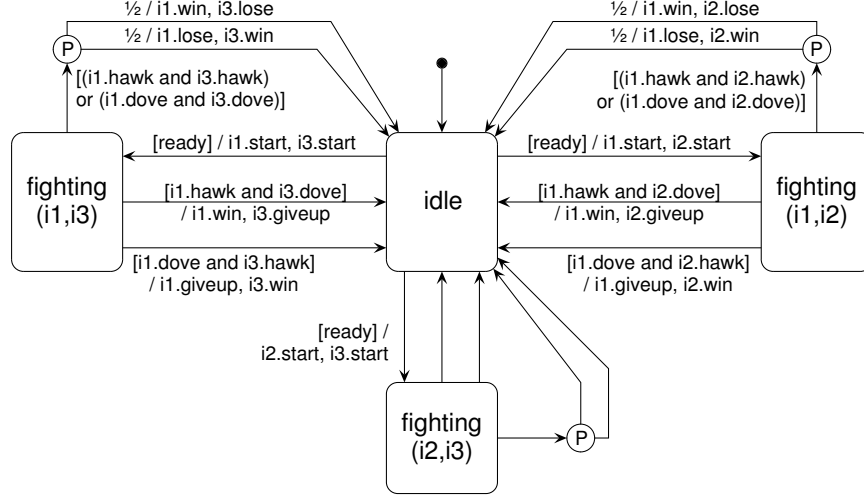 ½ / i1.win, i3.lose
½ / i1.lose, i3.win
P
[(i1.hawk and i3.hawk)
or (i1.dove and i3.dove)]
½ / i1.win, i2.lose
½ / i1.lose, i2.win
P
[(i1.hawk and i2.hawk)
or (i1.dove and i2.dove)]
fighting
(i1,i3)
[ready] / i1.start, i3.start
[i1.hawk and i3.dove]
/ i1.win, i3.giveup
[i1.dove and i3.hawk]
/ i1.giveup, i3.win
idle
[ready] / i1.start, i2.start
[i1.hawk and i2.dove]
/ i1.win, i2.giveup
[i1.dove and i2.hawk]
/ i1.giveup, i2.win
fighting
(i1,i2)
[ready] /
i2.start, i3.start
fighting
(i2,i3)
P